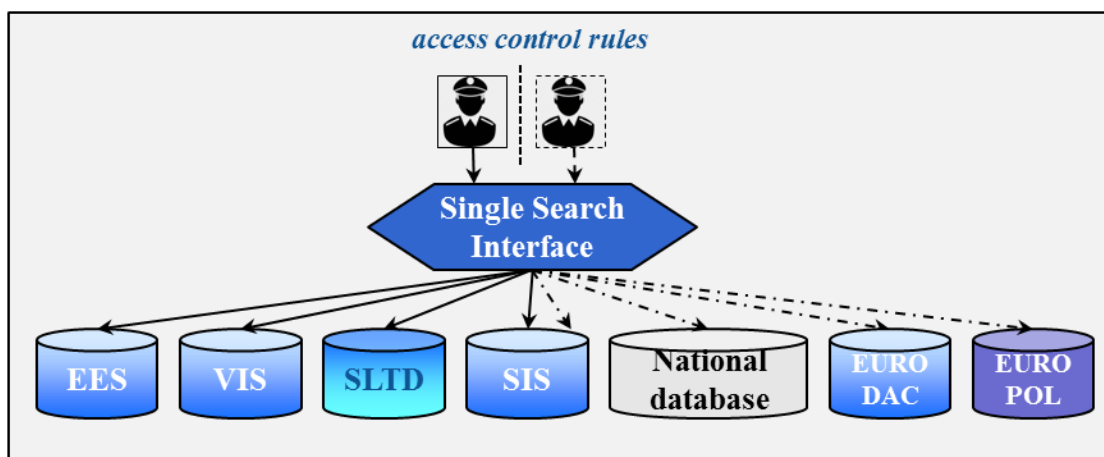 access control rules
Single Search
Interface
EES
VIS
SLTD
SIS
National
database
EURO
DAC
EURO
POL